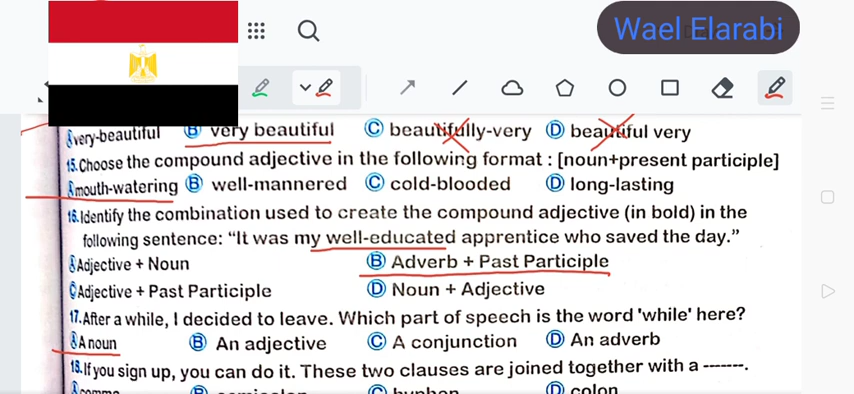 Wael Elarabi
A very-beautiful B very beautiful C beautifully-very D beautiful very
15.Choose the compound adjective in the following format : [noun+present participle]
A mouth-watering B well-mannered C cold-blooded D long-lasting
16.Identify the combination used to create the compound adjective (in bold) in the
following sentence: “It was my well-educated apprentice who saved the day.”
A Adjective + Noun B Adverb + Past Participle
C Adjective + Past Participle D Noun + Adjective
17.After a while, I decided to leave. Which part of speech is the word 'while' here?
A A noun B An adjective C A conjunction D An adverb
18.If you sign up, you can do it. These two clauses are joined together with a -------.
A comma B semicolon C hyphen D colon